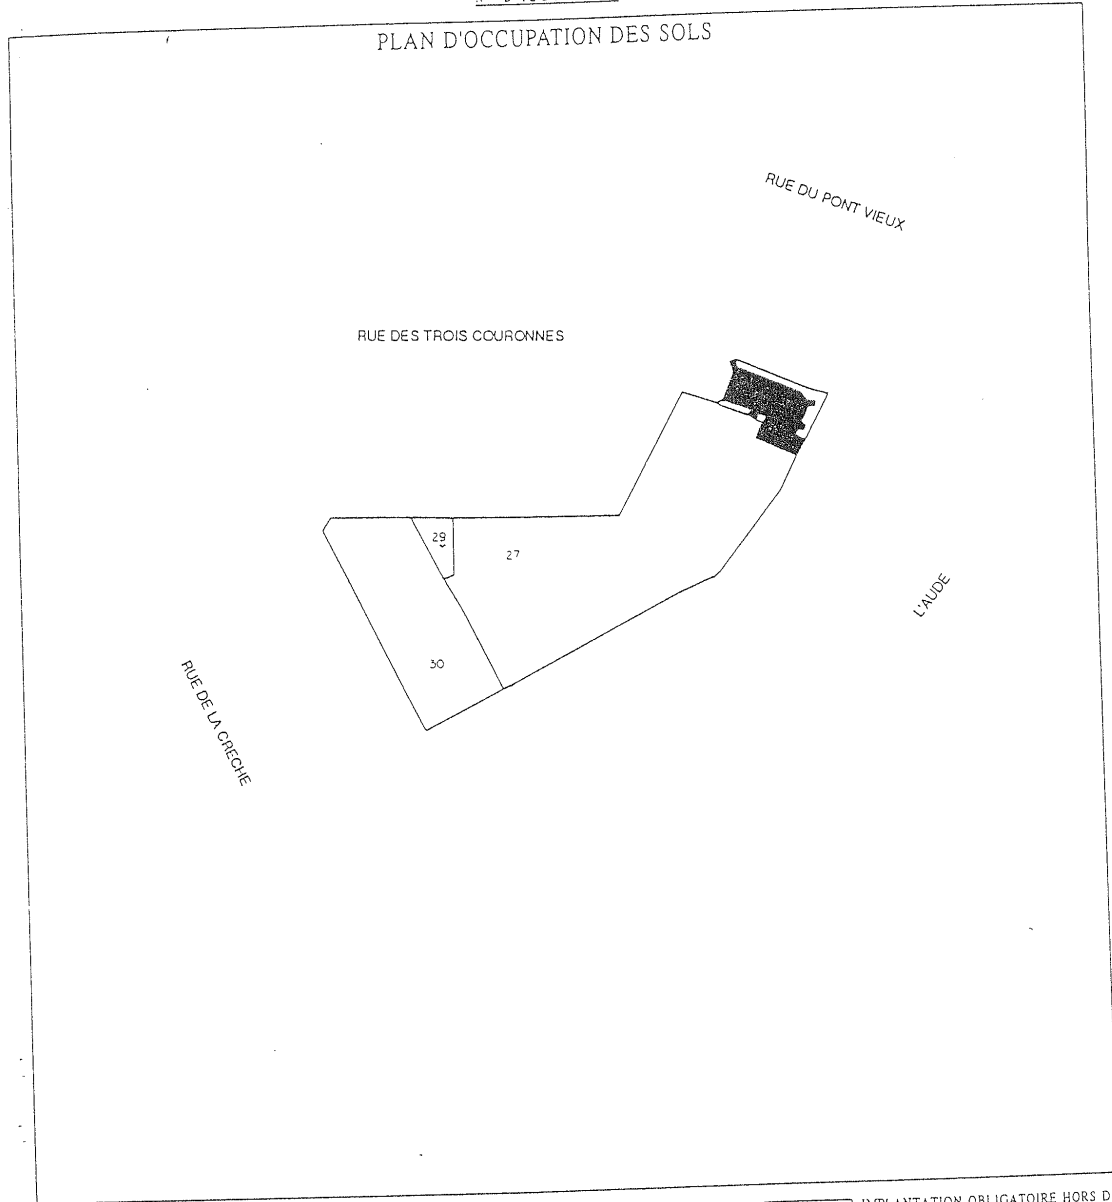 PLAN D'OCCUPATION DES SOLS
RUE DU PONT VIEUX
RUE DES TROIS COURONNES
29
27
L'AUDE
30
RUE DE LA CRECHE
IMPLANTATION OBLIGATOIRE HORS D